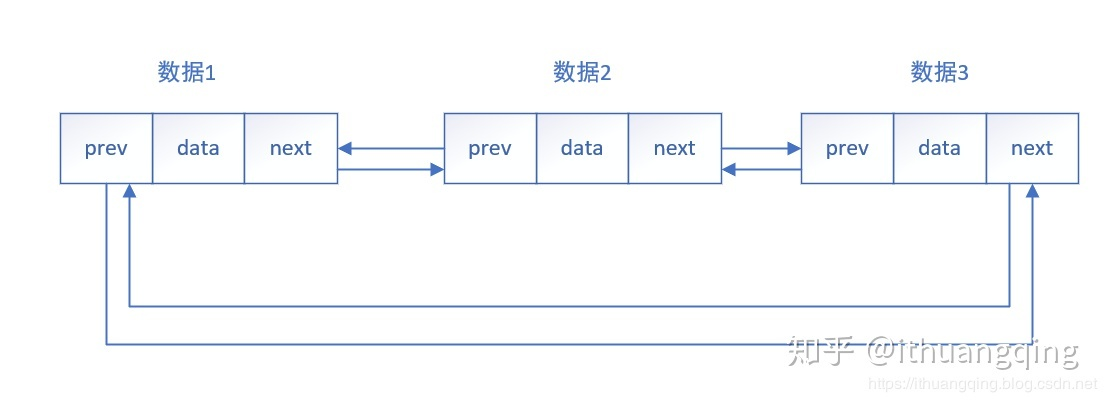 数据1 数据2 数据3
prev data next prev data next prev data next
知乎 @ithuangqing
https://ithuangqing.blog.csdn.net